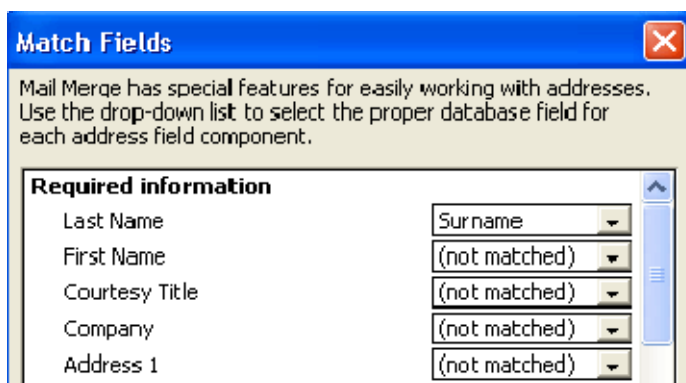 Match Fields
Mail Merge has special features for easily working with addresses.
Use the drop-down list to select the proper database field for
each address field component.
Required information
Last Name Surname
First Name (not matched)
Courtesy Title (not matched)
Company (not matched)
Address 1 (not matched)